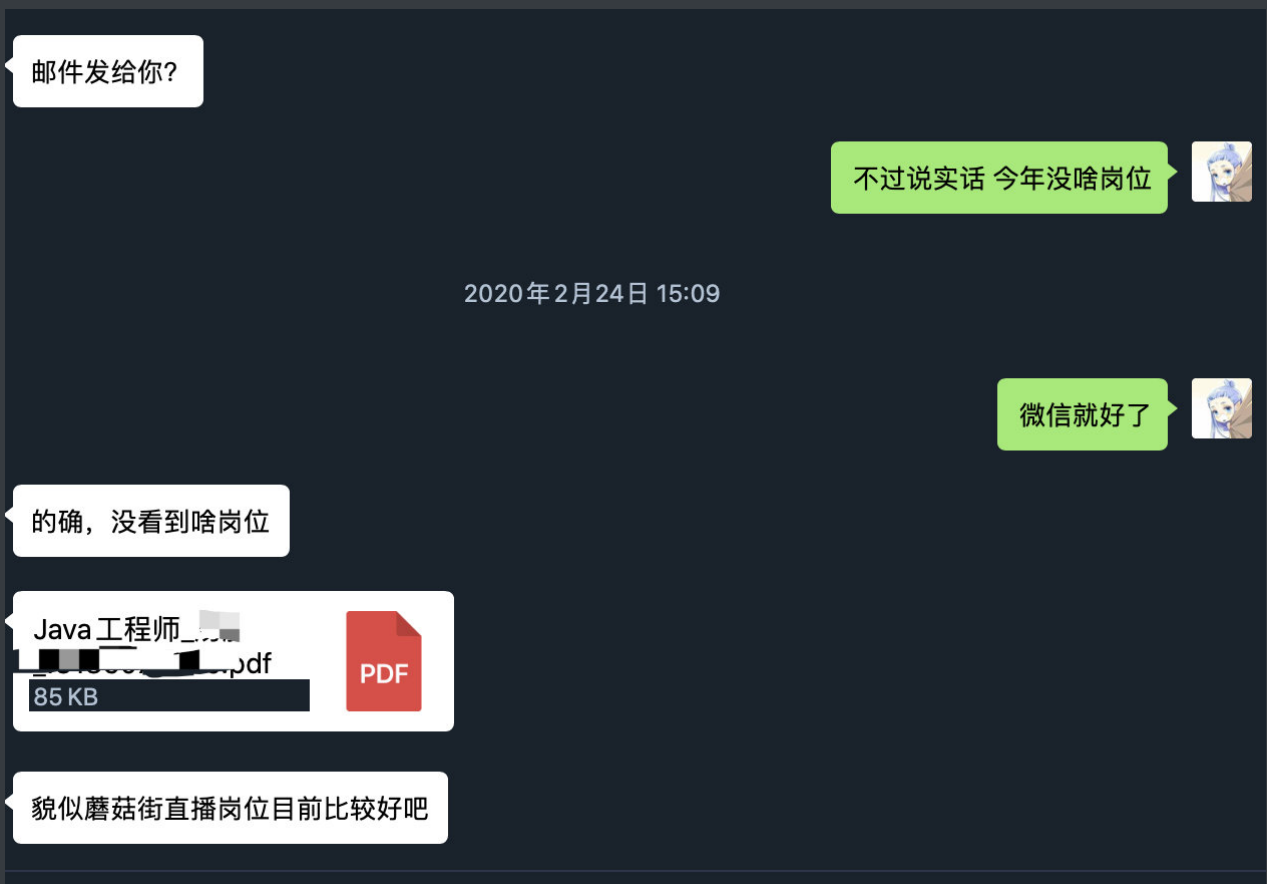 邮件发给你?
不过说实话 今年没啥岗位
2020年2月24日 15:09
微信就好了
的确，没看到啥岗位
Java工程师_
.pdf
PDF
85 KB
貌似蘑菇街直播岗位目前比较好吧